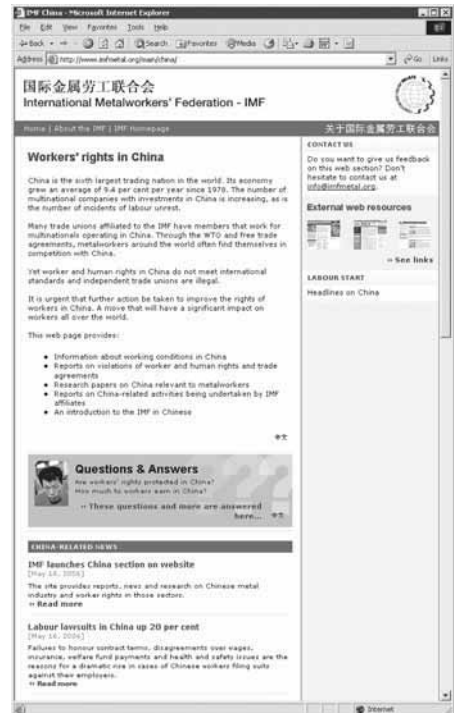 IMF China - Microsoft Internet Explorer
File Edit View Favorites Tools Help
Back Search Favorites Media
Address http://www.imfmetal.org/main/china/ Go Links
国际金属劳工联合会
International Metalworkers' Federation - IMF
Home | About the IMF | IMF Homepage 关于国际金属劳工联合会
Workers' rights in China
China is the sixth largest trading nation in the world. Its economy
grew an average of 9.4 per cent per year since 1978. The number of
multinational companies with investments in China is increasing, as is
the number of incidents of labour unrest.
Many trade unions affiliated to the IMF have members that work for
multinationals operating in China. Through the WTO and free trade
agreements, metalworkers around the world often find themselves in
competition with China.
Yet worker and human rights in China do not meet international
standards and independent trade unions are illegal.
It is urgent that further action be taken to improve the rights of
workers in China. A move that will have a significant impact on
workers all over the world.
This web page provides:
• Information about working conditions in China
• Reports on violations of worker and human rights and trade
agreements
• Research papers on China relevant to metalworkers
• Reports on China-related activities being undertaken by IMF
affiliates
• An introduction to the IMF in Chinese
中文
Questions & Answers
Are workers' rights protected in China?
How much to workers earn in China?
» These questions and more are answered
here... 中文
CHINA-RELATED NEWS
IMF launches China section on website
[May 16, 2006]
The site provides reports, news and research on Chinese metal
industry and worker rights in those sectors.
» Read more
Labour lawsuits in China up 20 per cent
[May 16, 2006]
Failures to honour contract terms, disagreements over wages,
insurance, welfare fund payments and health and safety issues are the
reasons for a dramatic rise in cases of Chinese workers filing suits
against their employers.
» Read more
CONTACT US
Do you want to give us feedback
on this web section? Don't
hesitate to contact us at
info@imfmetal.org.
External web resources
» See links
LABOUR START
Headlines on China
Internet